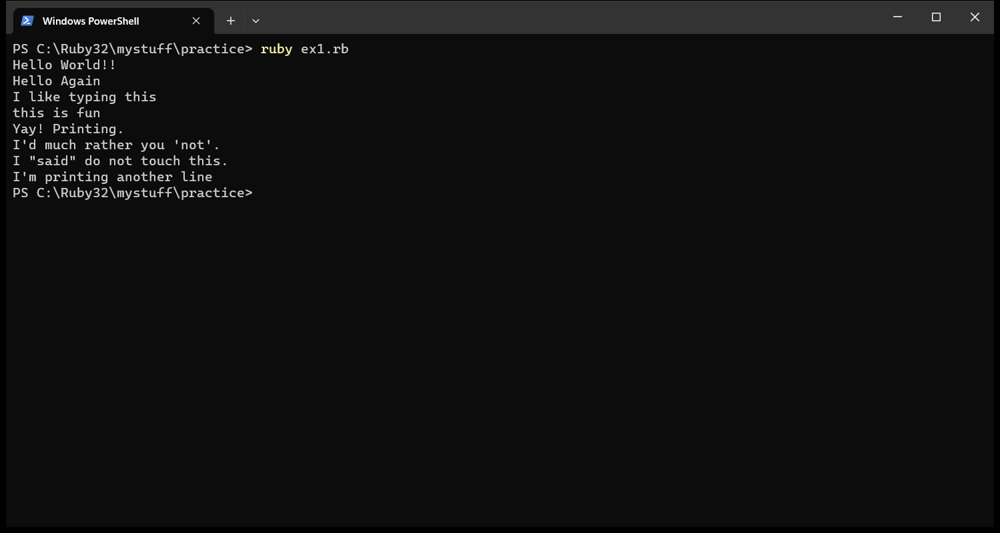 Windows PowerShell
PS C:\Ruby32\mystuff\practice> ruby ex1.rb
Hello World!!
Hello Again
I like typing this
this is fun
Yay! Printing.
I'd much rather you 'not'.
I "said" do not touch this.
I'm printing another line
PS C:\Ruby32\mystuff\practice>